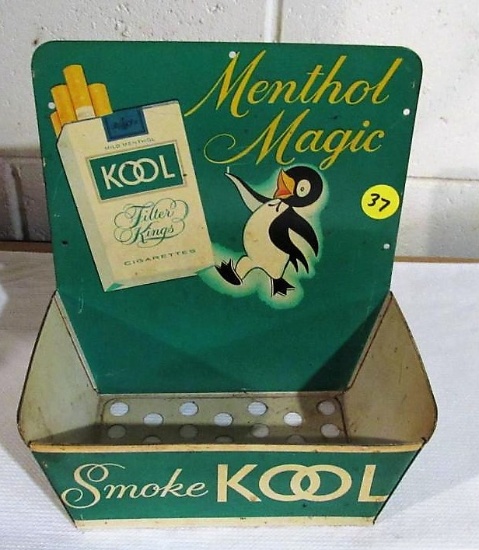 Menthol
Magic
MILD MENTHOL
KOOL
Filter
Kings
CIGARETTES
37
Smoke KOOL